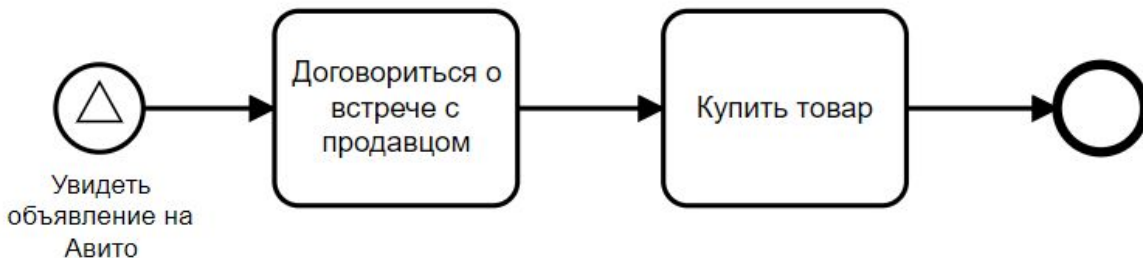 Договориться о
встрече с
продавцом
Купить товар
Увидеть
объявление на
Авито